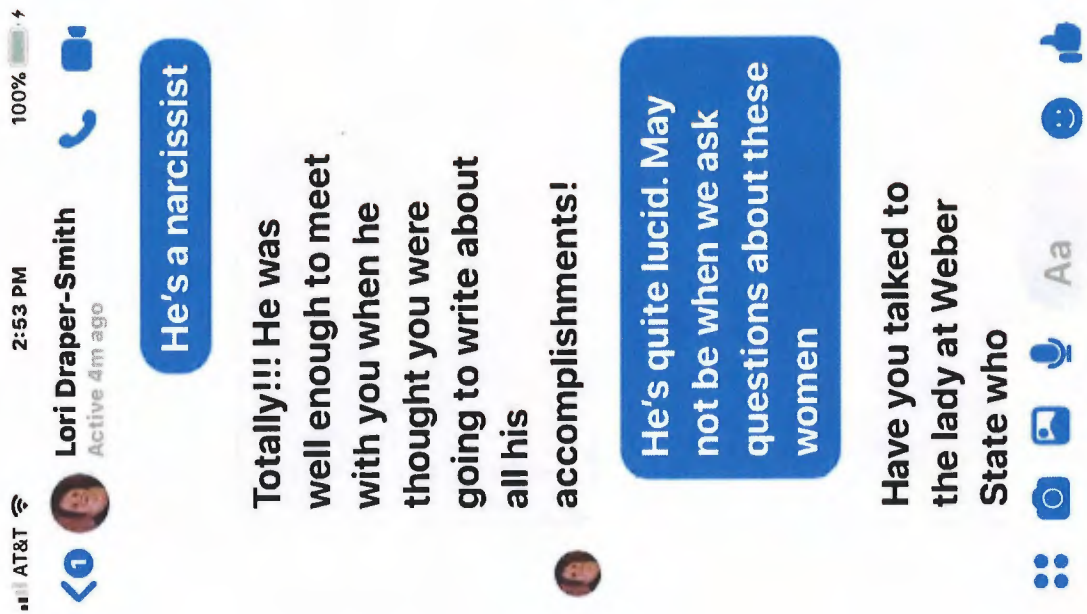 AT&T 2:53 PM 100%
1
Lori Draper-Smith
Active 4m ago
He's a narcissist
Totally!!! He was
well enough to meet
with you when he
thought you were
going to write about
all his
accomplishments!
He's quite lucid. May
not be when we ask
questions about these
women
Have you talked to
the lady at Weber
State who
Aa